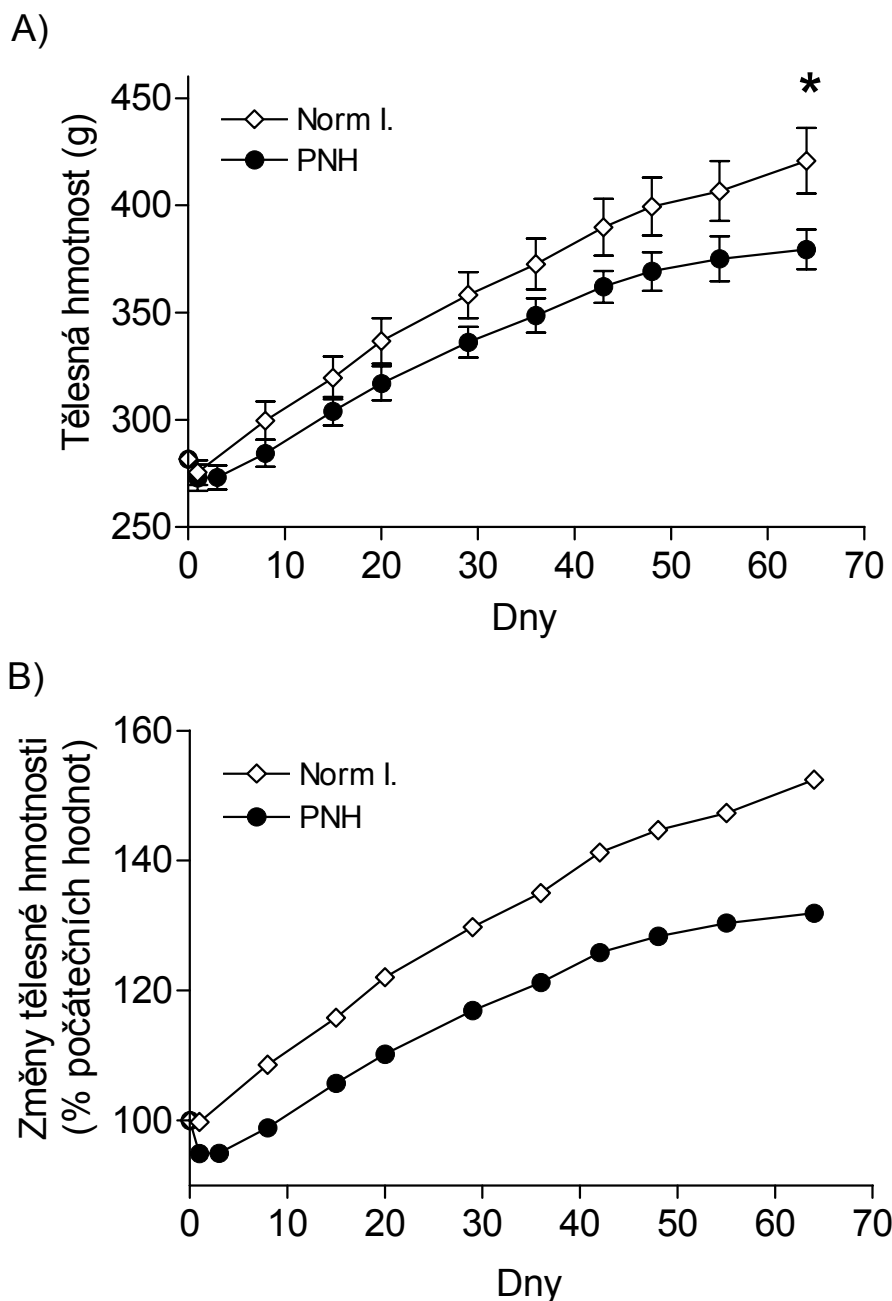 A)
Tělesná hmotnost (g)
450
400
350
300
250
Norm I.
PNH
*
0 10 20 30 40 50 60 70
Dny
B)
Změny tělesné hmotnosti
(% počátečních hodnot)
160
140
120
100
Norm I.
PNH
0 10 20 30 40 50 60 70
Dny